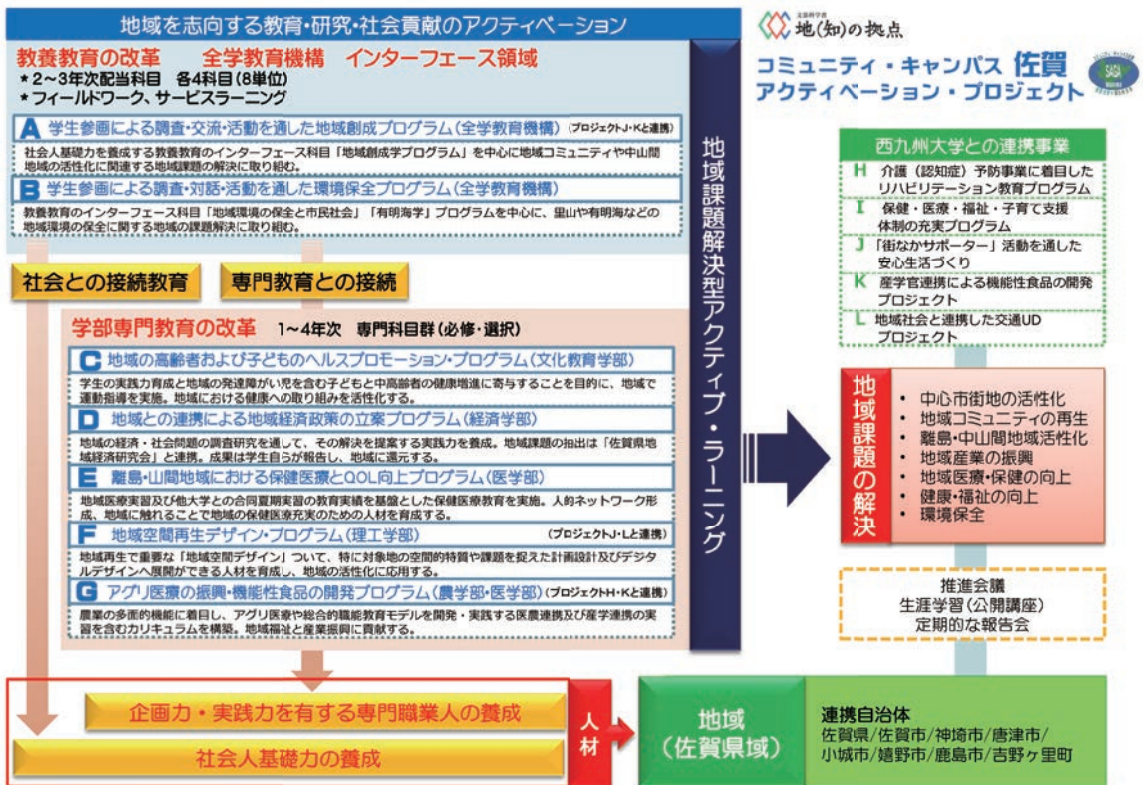 地域を志向する教育・研究・社会貢献のアクティベーション
教養教育の改革　全学教育機構　インターフェース領域
*2～3年次配当科目　各4科目(8単位)
*フィールドワーク、サービスラーニング
A 学生参画による調査・交流・活動を通した地域創成プログラム(全学教育機構) (プロジェクトJ・Kと連携)
社会人基礎力を養成する教養教育のインターフェース科目「地域創成学プログラム」を中心に地域コミュニティや中山間
地域の活性化に関連する地域課題の解決に取り組む。
B 学生参画による調査・対話・活動を通した環境保全プログラム(全学教育機構)
教養教育のインターフェース科目「地域環境の保全と市民社会」「有明海学」プログラムを中心に、里山や有明海などの
地域環境の保全に関する地域の課題解決に取り組む。
社会との接続教育
専門教育との接続
学部専門教育の改革　1～4年次　専門科目群(必修・選択)
C 地域の高齢者および子どものヘルスプロモーション・プログラム(文化教育学部)
学生の実践力育成と地域の発達障がい児を含む子どもと中高齢者の健康増進に寄与することを目的に、地域で
運動指導を実施。地域における健康への取り組みを活性化する。
D 地域との連携による地域経済政策の立案プログラム(経済学部)
地域の経済・社会問題の調査研究を通して、その解決を提案する実践力を養成。地域課題の抽出は「佐賀県地
域経済研究会」と連携。成果は学生自らが報告し、地域に還元する。
E 離島・山間地域における保健医療とQOL向上プログラム(医学部)
地域医療実習及び他大学との合同夏期実習の教育実績を基盤とした保健医療教育を実施。人的ネットワーク形
成、地域に触れることで地域の保健医療充実のための人材を育成する。
F 地域空間再生デザイン・プログラム(理工学部) (プロジェクトJ・Lと連携)
地域再生で重要な「地域空間デザイン」ついて、特に対象地の空間的特質や課題を捉えた計画設計及びデジタ
ルデザインへ展開ができる人材を育成し、地域の活性化に応用する。
G アグリ医療の振興・機能性食品の開発プログラム(農学部・医学部) (プロジェクトH・Kと連携)
農業の多面的機能に着目し、アグリ医療や総合的職能教育モデルを開発・実践する医農連携及び産学連携の実
習を含むカリキュラムを構築。地域福祉と産業振興に貢献する。
地域課題解決型アクティブ・ラーニング
企画力・実践力を有する専門職業人の養成
社会人基礎力の養成
人材
文部科学省
地(知)の拠点
コミュニティ・キャンパス 佐賀
アクティベーション・プロジェクト
SAGA
西九州大学との連携事業
H 介護（認知症）予防事業に着目した
リハビリテーション教育プログラム
I 保健・医療・福祉・子育て支援
体制の充実プログラム
J 「街なかサポーター」活動を通した
安心生活づくり
K 産学官連携による機能性食品の開発
プロジェクト
L 地域社会と連携した交通UD
プロジェクト
地域課題の解決
• 中心市街地の活性化
• 地域コミュニティの再生
• 離島・中山間地域活性化
• 地域産業の振興
• 地域医療・保健の向上
• 健康・福祉の向上
• 環境保全
推進会議
生涯学習(公開講座)
定期的な報告会
地域
(佐賀県域)
連携自治体
佐賀県/佐賀市/神埼市/唐津市/
小城市/嬉野市/鹿島市/吉野ヶ里町